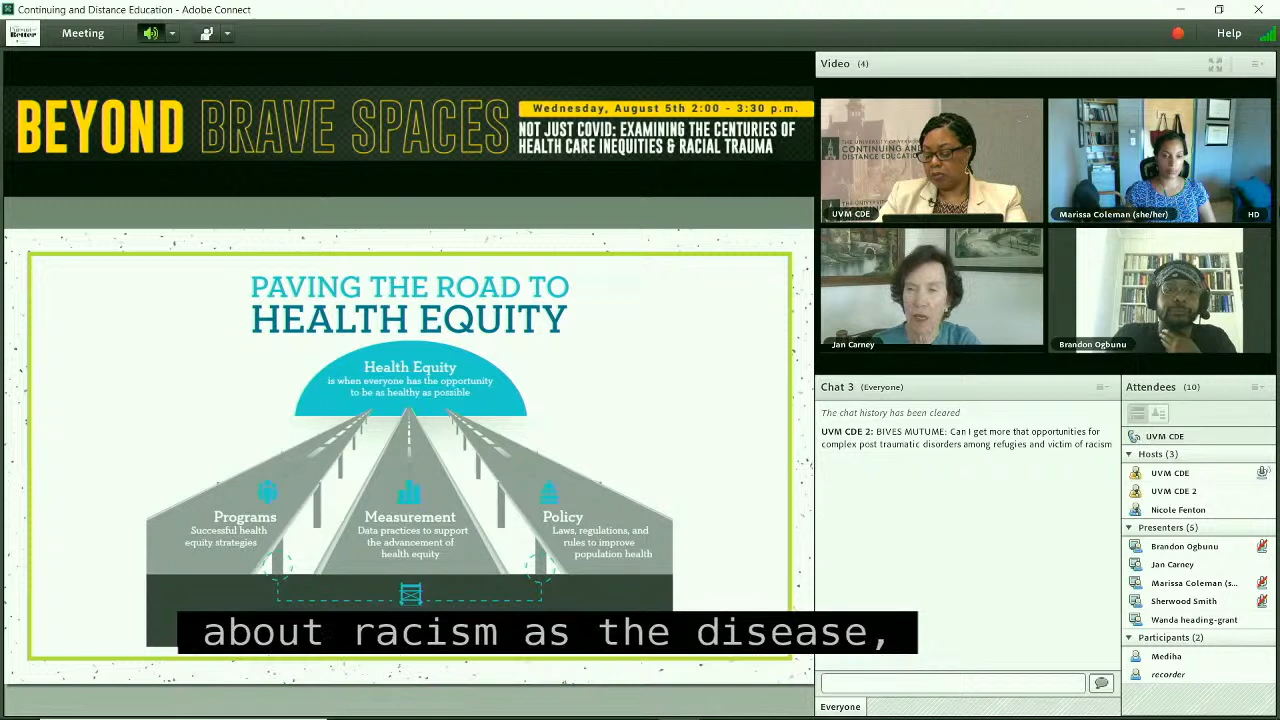 Continuing and Distance Education - Adobe Connect
Better
Meeting
Help
BEYOND BRAVE SPACES
Wednesday, August 5th 2:00 - 3:30 p.m.
NOT JUST COVID: EXAMINING THE CENTURIES OF
HEALTH CARE INEQUITIES & RACIAL TRAUMA
PAVING THE ROAD TO
HEALTH EQUITY
Health Equity
is when everyone has the opportunity
to be as healthy as possible
Programs
Successful health
equity strategies
Measurement
Data practices to support
the advancement of
health equity
Policy
Laws, regulations, and
rules to improve
population health
about racism as the disease,
Video (4)
CONTINUING AND
DISTANCE EDUCATION
UVM CDE
Marissa Coleman (she/her)
HD
Jan Carney
Brandon Ogbunu
Chat 3 (Everyone)
The chat history has been cleared
UVM CDE 2: BIVES MUTUME: Can I get more that opportunities for
complex post traumatic disorders among refugies and victim of racism
Everyone
Attendees (10)
UVM CDE
Hosts (3)
UVM CDE
UVM CDE 2
Nicole Fenton
Presenters (5)
Brandon Ogbunu
Jan Carney
Marissa Coleman (s...
Sherwood Smith
Wanda heading-grant
Participants (2)
Mediha
recorder